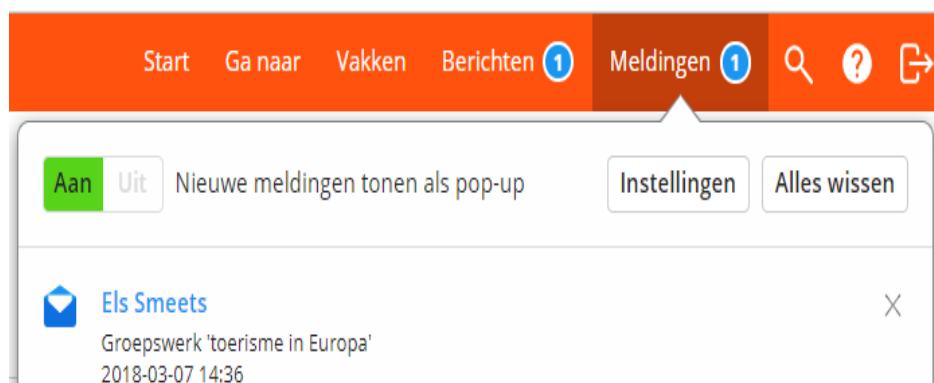 Start Ga naar Vakken Berichten 1 Meldingen 1 ?
Aan Uit Nieuwe meldingen tonen als pop-up Instellingen Alles wissen
Els Smeets
Groepswerk 'toerisme in Europa'
2018-03-07 14:36